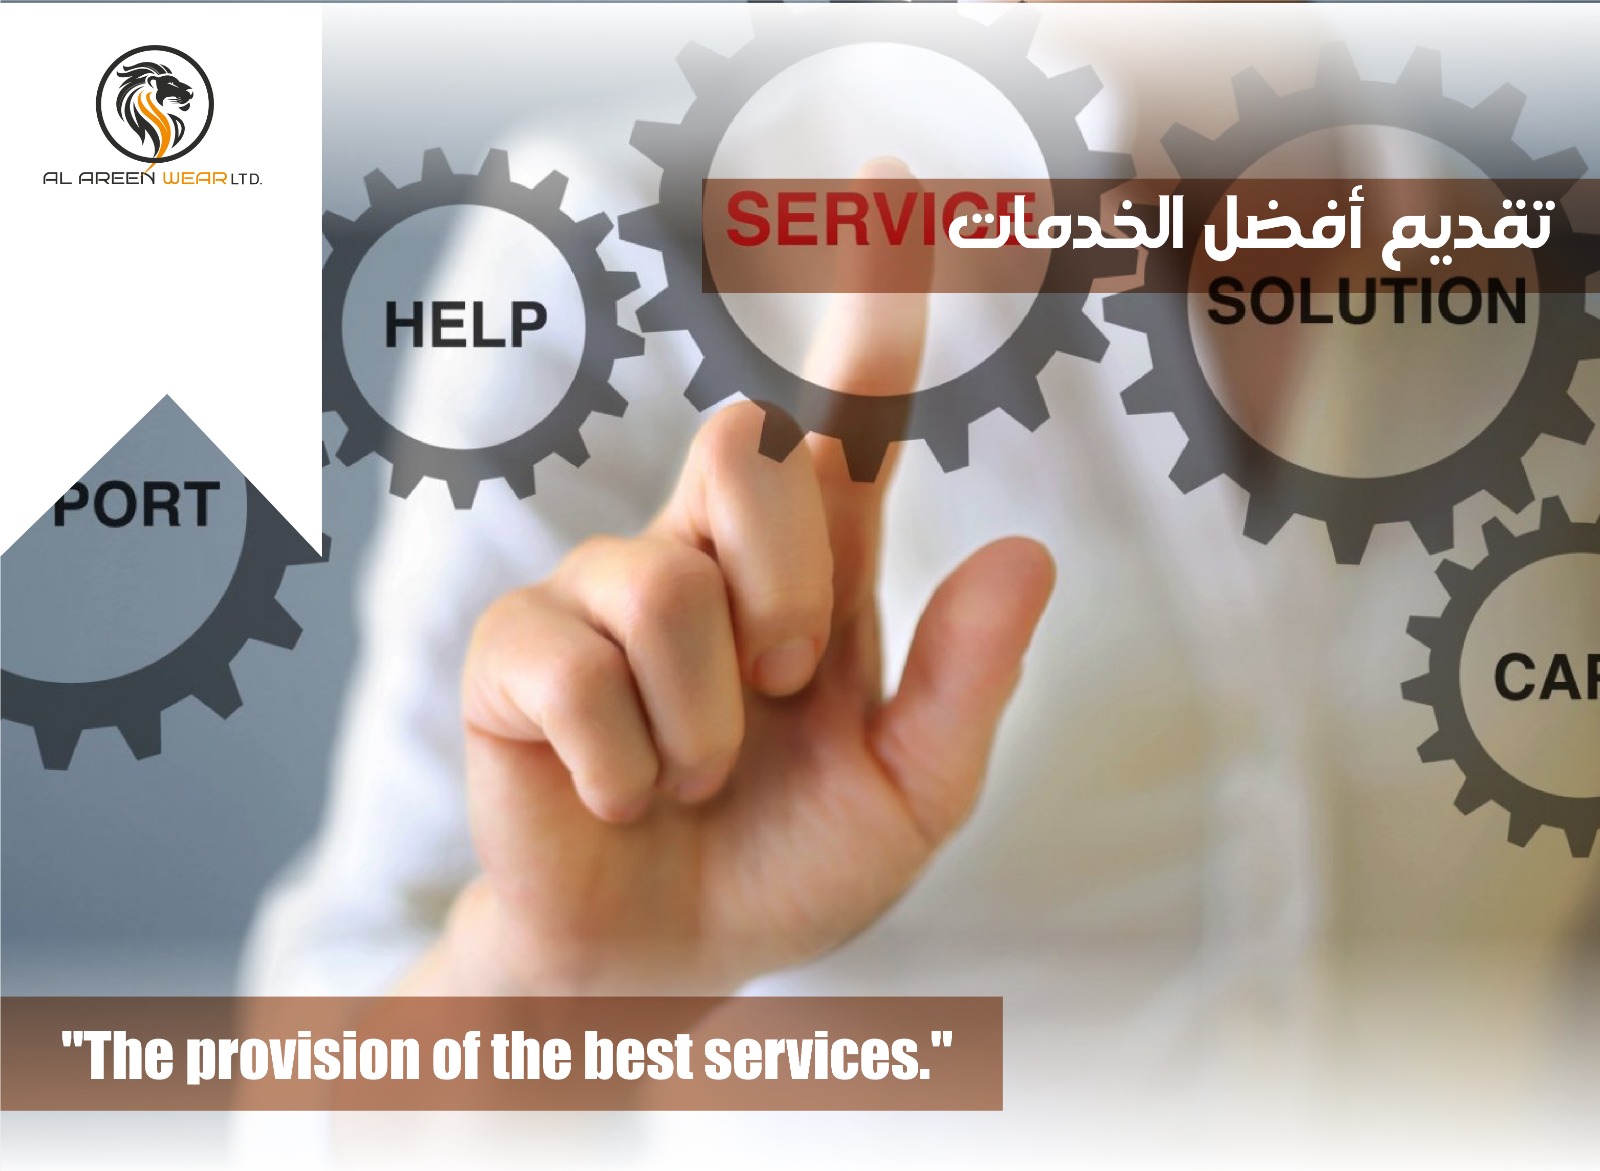 AL AREEN WEAR LTD.
SERVICE
تقديم أفضل الخدمات
HELP
SOLUTION
PORT
CAR
"The provision of the best services."